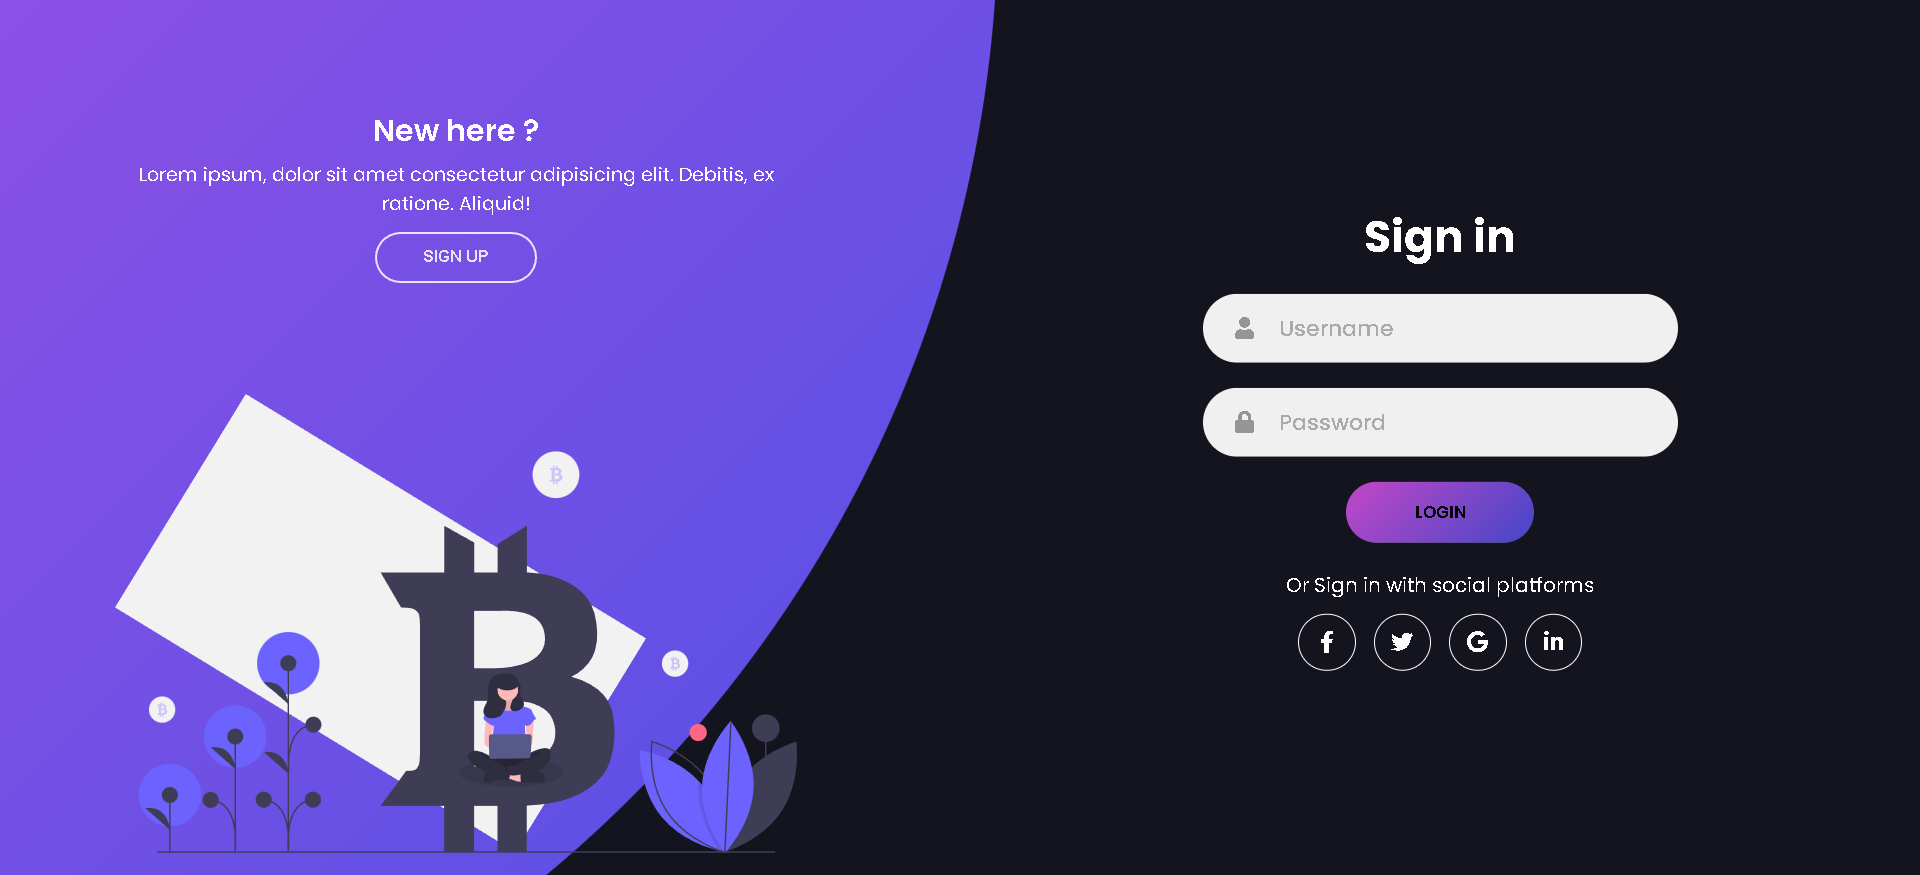 New here ?
Lorem ipsum, dolor sit amet consectetur adipisicing elit. Debitis, ex
ratione. Aliquid!
SIGN UP
Sign in
Username
Password
LOGIN
Or Sign in with social platforms